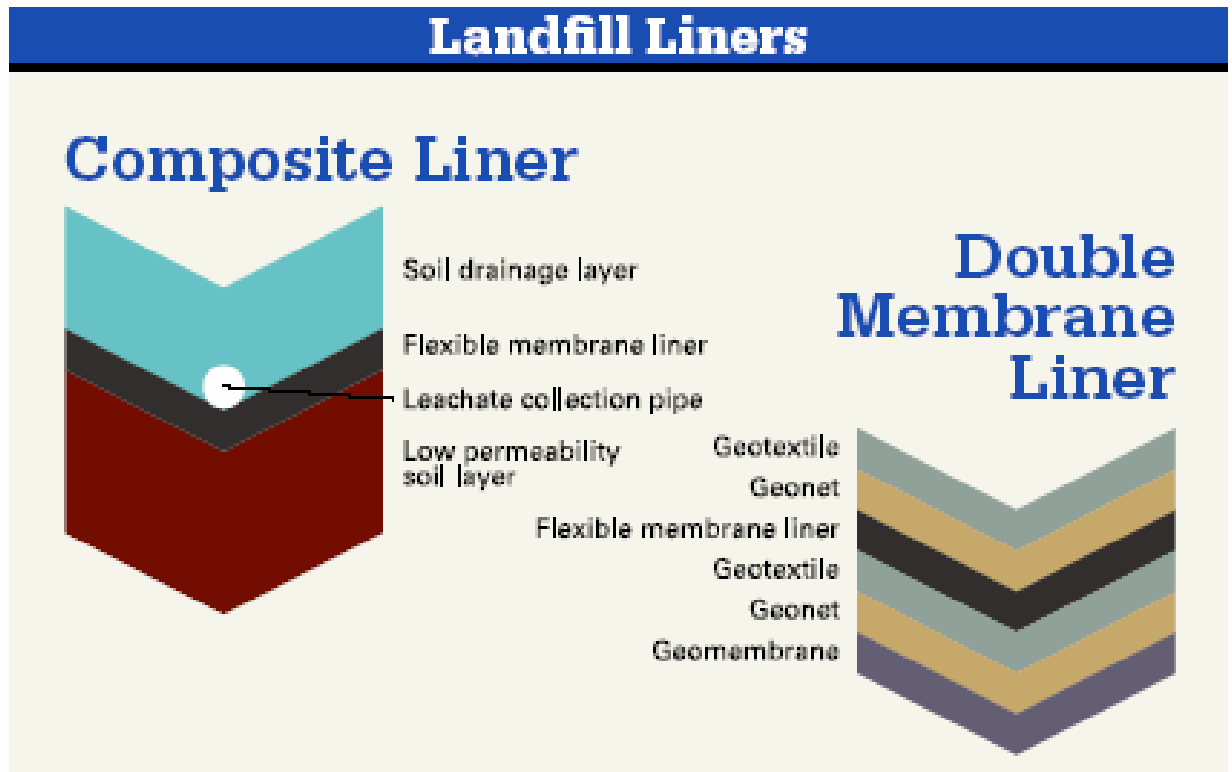 Landfill Liners
Composite Liner
Soil drainage layer
Flexible membrane liner
Leachate collection pipe
Low permeability
soil layer
Double
Membrane
Liner
Geotextile
Geonet
Flexible membrane liner
Geotextile
Geonet
Geomembrane